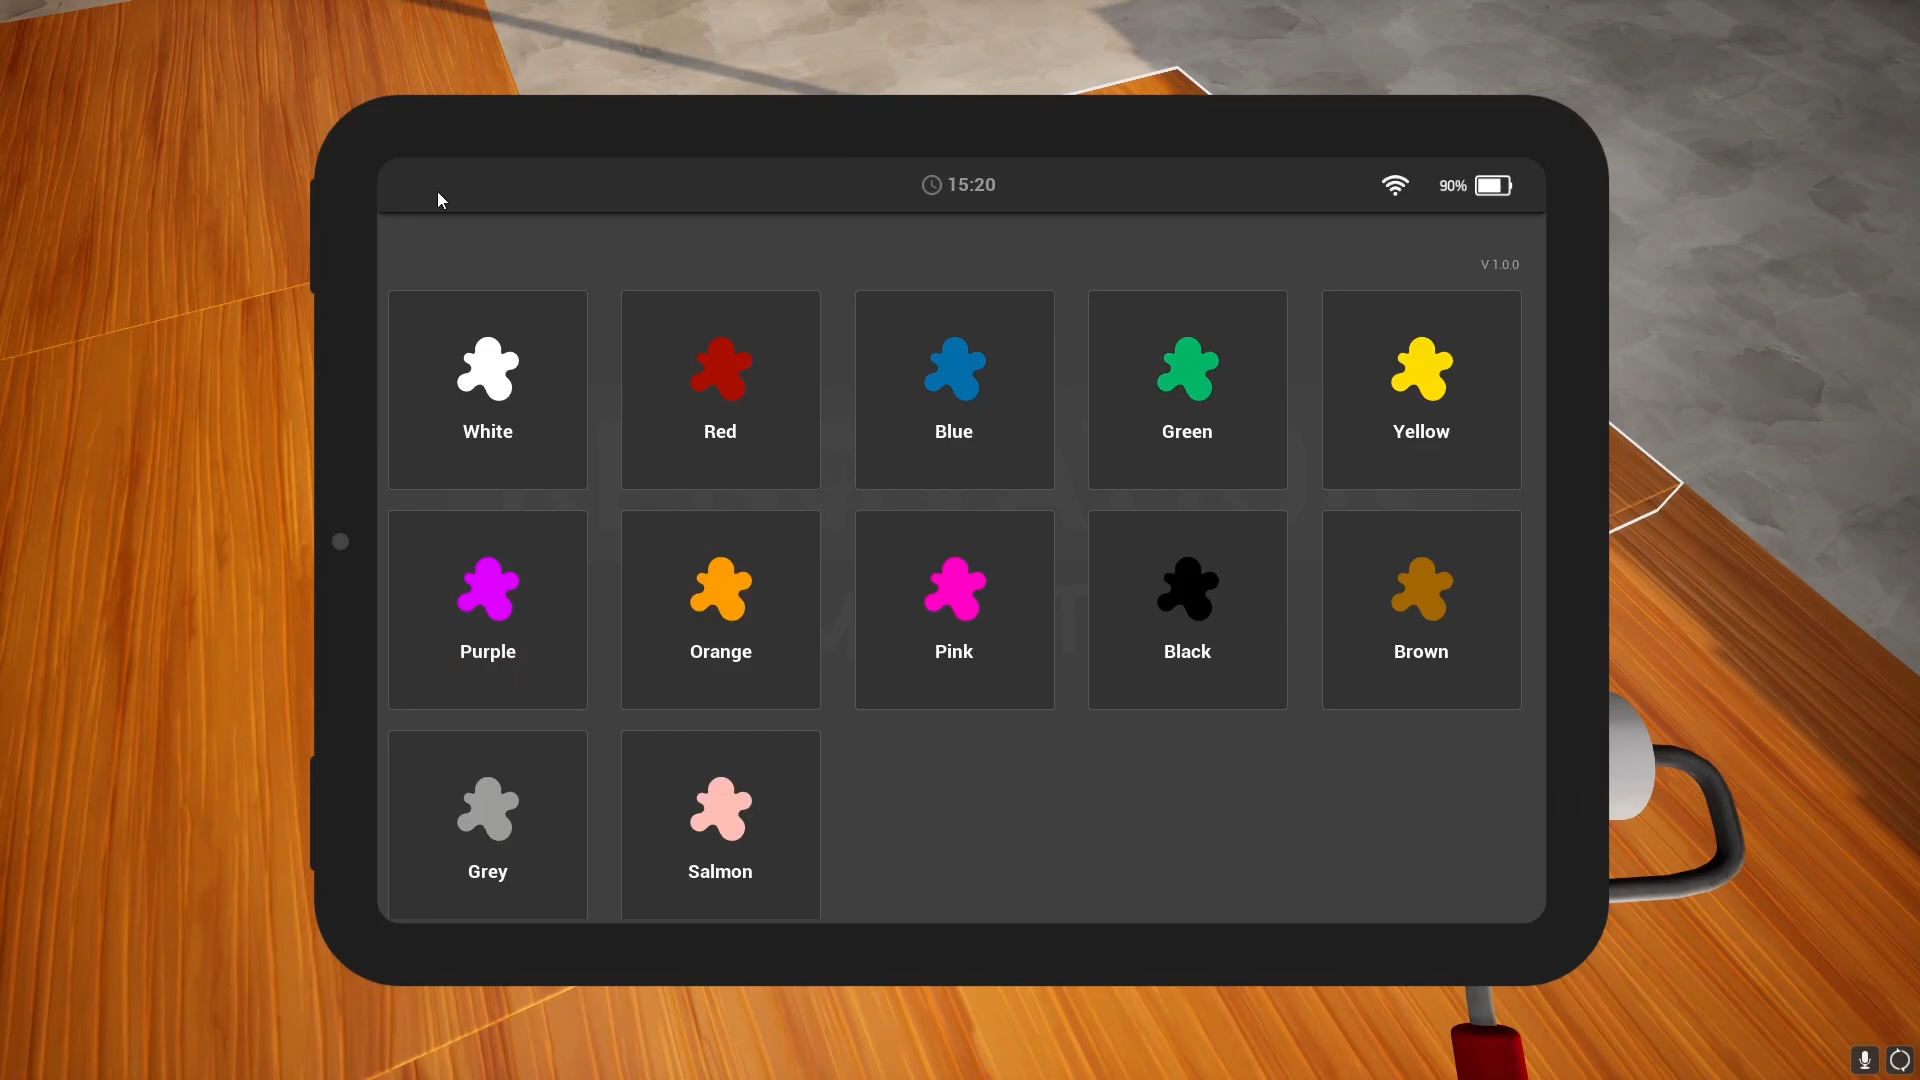 15:20
90%
V 1.0.0
White
Red
Blue
Green
Yellow
Purple
Orange
Pink
Black
Brown
Grey
Salmon